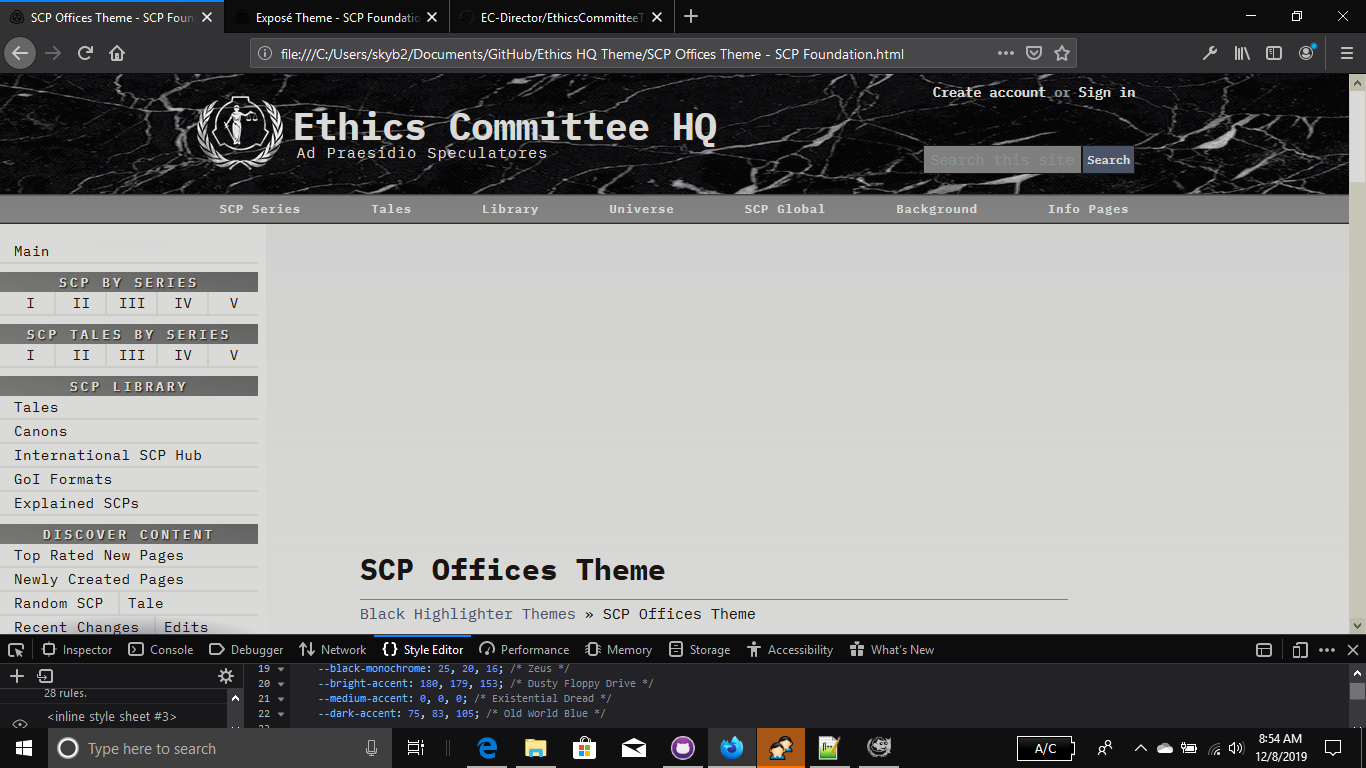 SCP Offices Theme - SCP Foun
Exposé Theme - SCP Foundatio
EC-Director/EthicsCommitteeT
file:///C:/Users/skyb2/Documents/GitHub/Ethics HQ Theme/SCP Offices Theme - SCP Foundation.html
Create account or Sign in
Ethics Committee HQ
Ad Praesidio Speculatores
Search this site
Search
SCP Series Tales Library Universe SCP Global Background Info Pages
Main
SCP BY SERIES
I II III IV V
SCP TALES BY SERIES
I II III IV V
SCP LIBRARY
Tales
Canons
International SCP Hub
GoI Formats
Explained SCPs
DISCOVER CONTENT
Top Rated New Pages
Newly Created Pages
Random SCP Tale
Recent Changes Edits
SCP Offices Theme
Black Highlighter Themes » SCP Offices Theme
Inspector Console Debugger Network {} Style Editor Performance Memory Storage Accessibility What's New
28 rules.
<inline style sheet #3>
19 --black-monochrome: 25, 20, 16; /* Zeus */
20 --bright-accent: 180, 179, 153; /* Dusty Floppy Drive */
21 --medium-accent: 0, 0, 0; /* Existential Dread */
22 --dark-accent: 75, 83, 105; /* Old World Blue */
Type here to search
A/C
8:54 AM
12/8/2019